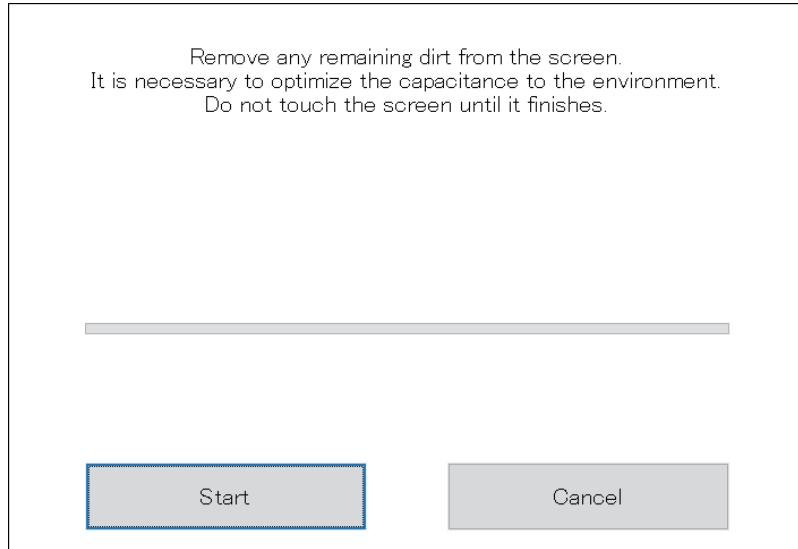 Remove any remaining dirt from the screen.
It is necessary to optimize the capacitance to the environment.
Do not touch the screen until it finishes.
Start
Cancel